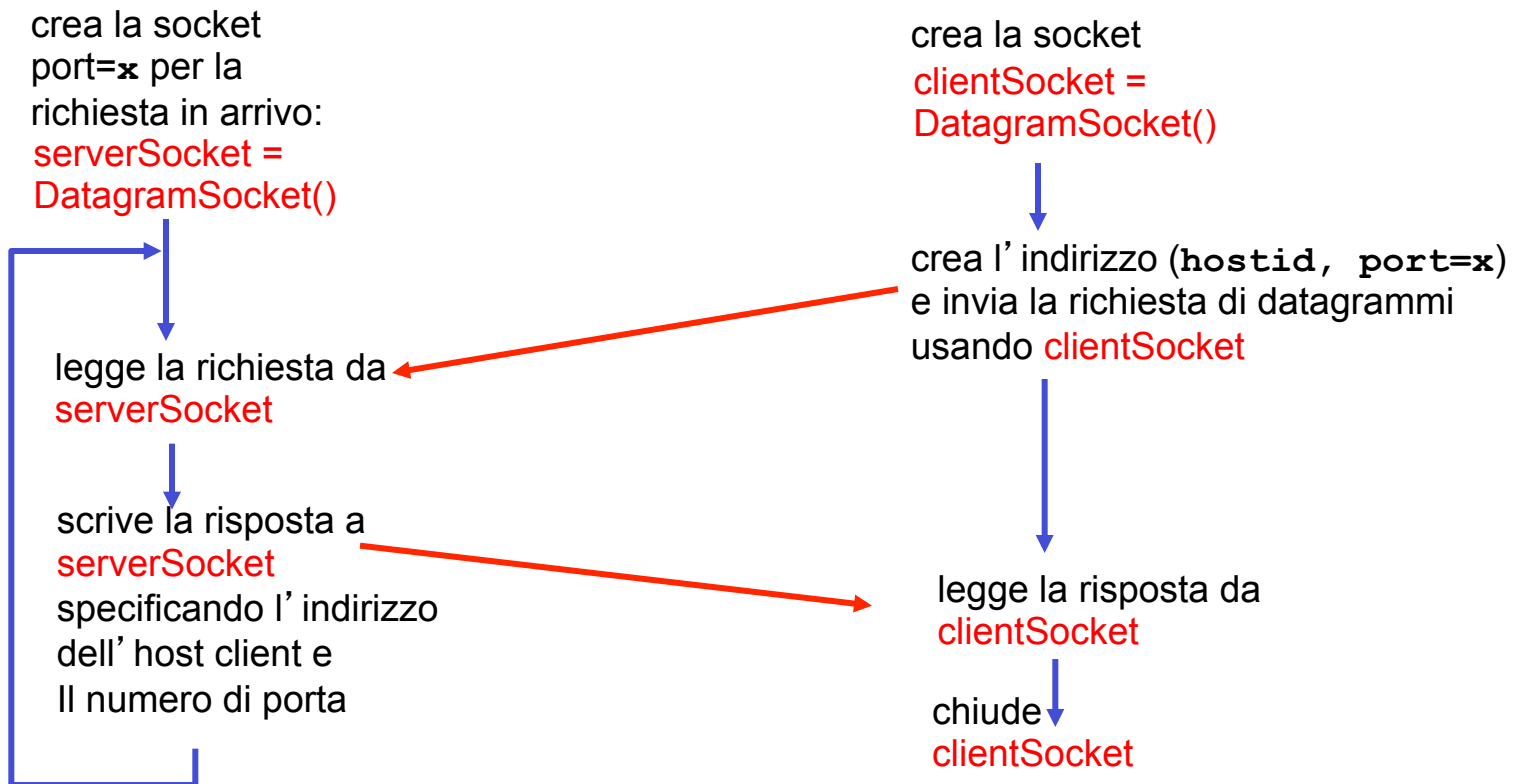 crea la socket
port=x per la
richiesta in arrivo:
serverSocket =
DatagramSocket()
legge la richiesta da
serverSocket
scrive la risposta a
serverSocket
specificando l’indirizzo
dell’host client e
Il numero di porta
crea la socket
clientSocket =
DatagramSocket()
crea l’indirizzo (hostid, port=x)
e invia la richiesta di datagrammi
usando clientSocket
legge la risposta da
clientSocket
chiude
clientSocket